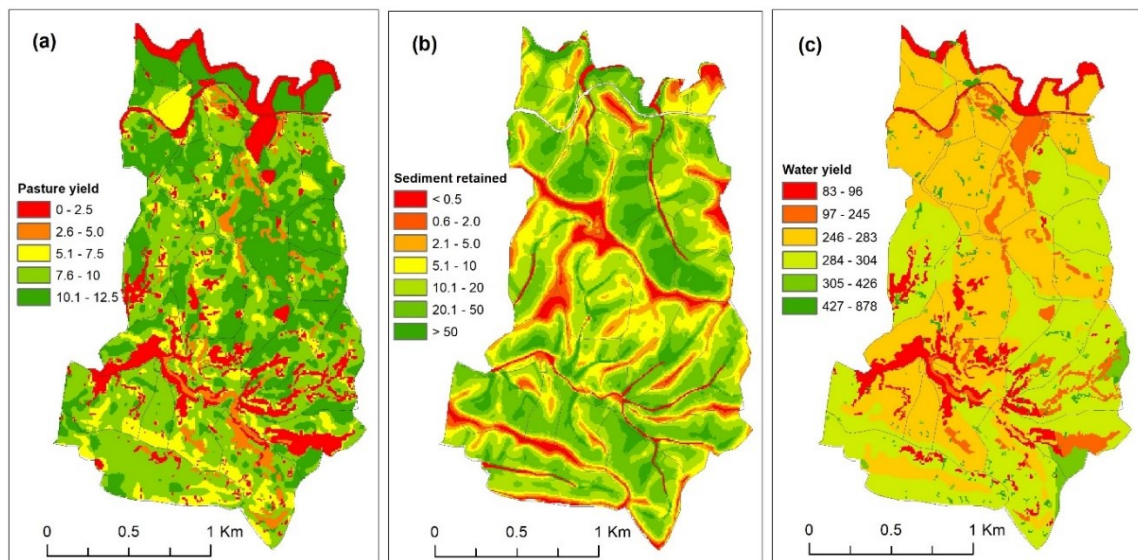 (a)
Pasture yield
0 - 2.5
2.6 - 5.0
5.1 - 7.5
7.6 - 10
10.1 - 12.5
0 0.5 1 Km
(b)
Sediment retained
< 0.5
0.6 - 2.0
2.1 - 5.0
5.1 - 10
10.1 - 20
20.1 - 50
> 50
0 0.5 1 Km
(c)
Water yield
83 - 96
97 - 245
246 - 283
284 - 304
305 - 426
427 - 878
0 0.5 1 Km